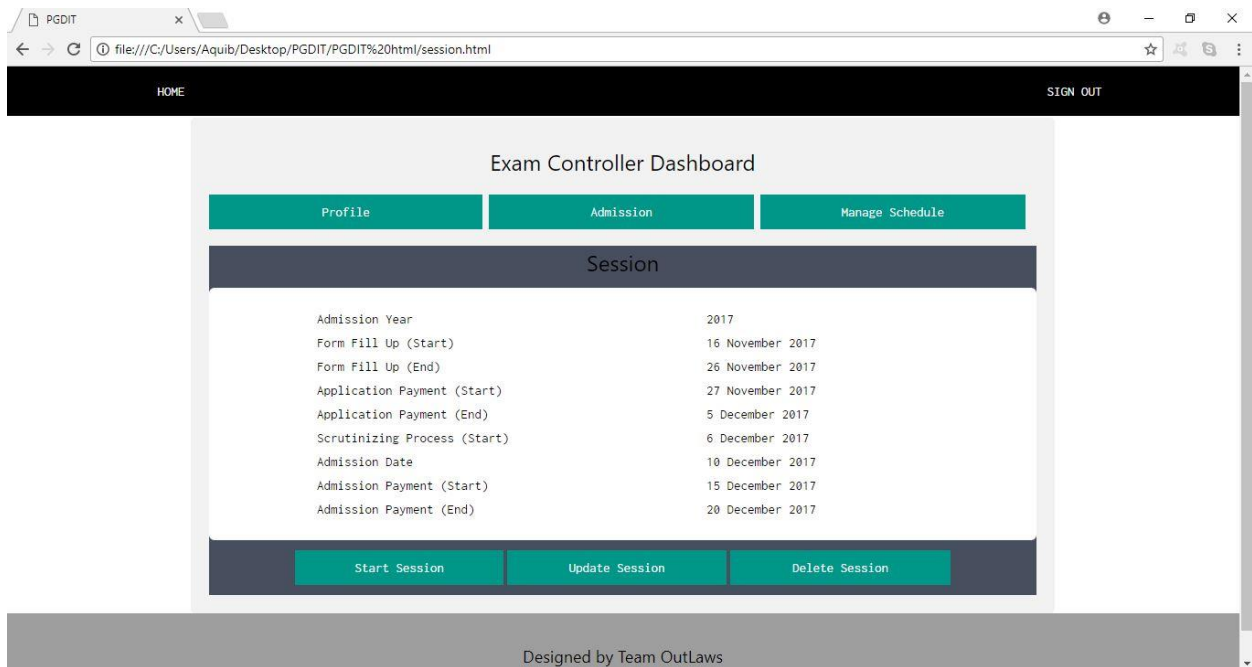 PGDIT
file:///C:/Users/Aquib/Desktop/PGDIT/PGDIT%20html/session.html
HOME SIGN OUT
Exam Controller Dashboard
Profile Admission Manage Schedule
Session
Admission Year 2017
Form Fill Up (Start) 16 November 2017
Form Fill Up (End) 26 November 2017
Application Payment (Start) 27 November 2017
Application Payment (End) 5 December 2017
Scrutinizing Process (Start) 6 December 2017
Admission Date 10 December 2017
Admission Payment (Start) 15 December 2017
Admission Payment (End) 20 December 2017
Start Session Update Session Delete Session
Designed by Team OutLaws